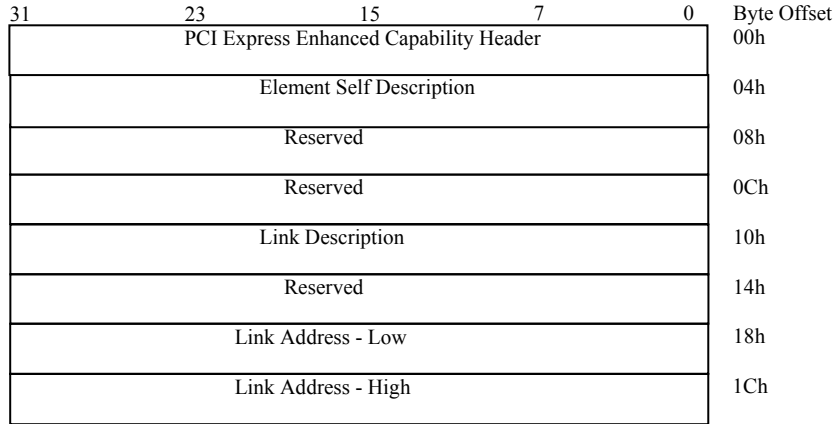 31 23 15 7 0 Byte Offset
PCI Express Enhanced Capability Header 00h
Element Self Description 04h
Reserved 08h
Reserved 0Ch
Link Description 10h
Reserved 14h
Link Address - Low 18h
Link Address - High 1Ch